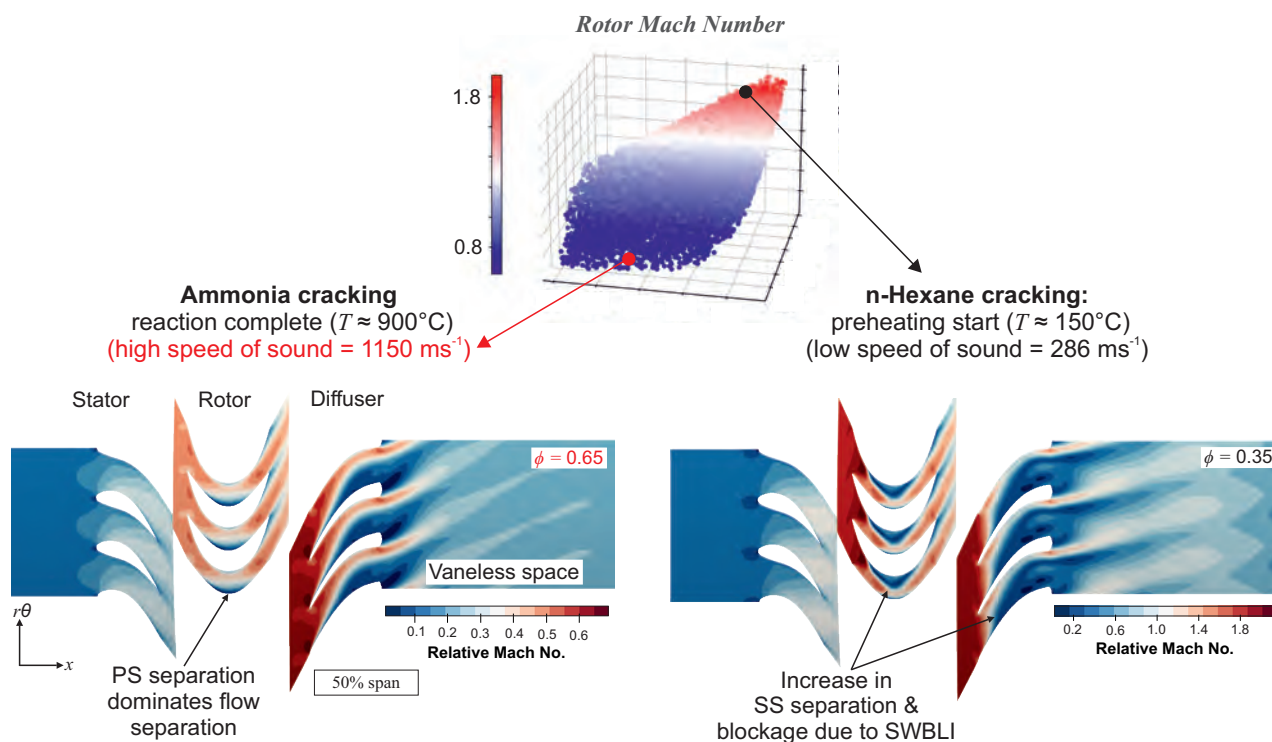 Rotor Mach Number
1.8
0.8
Ammonia cracking
reaction complete (T ≈ 900°C)
(high speed of sound = 1150 ms⁻¹)
n-Hexane cracking:
preheating start (T ≈ 150°C)
(low speed of sound = 286 ms⁻¹)
Stator
Rotor
Diffuser
ϕ = 0.65
Vaneless space
0.1 0.2 0.3 0.4 0.5 0.6
Relative Mach No.
rθ
x
PS separation
dominates flow
separation
50% span
ϕ = 0.35
0.2 0.6 1.0 1.4 1.8
Relative Mach No.
Increase in
SS separation &
blockage due to SWBLI